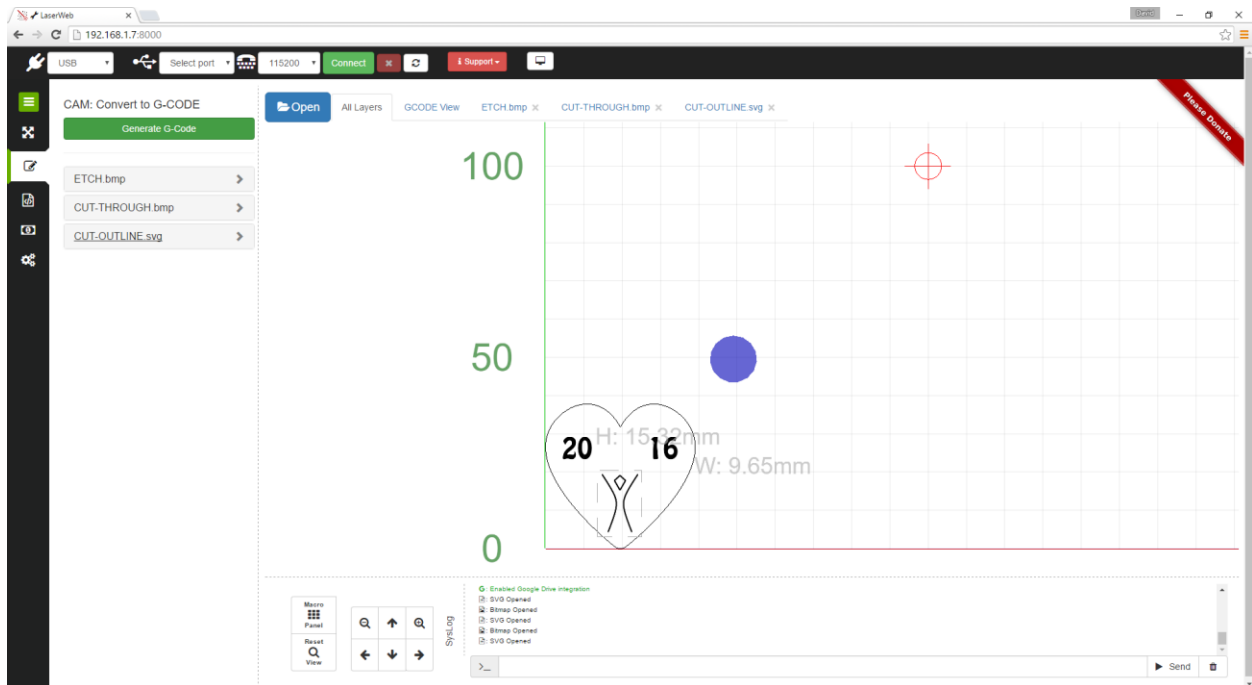 LaserWeb
David
192.168.1.7:8000
USB
Select port
115200
Connect
Support
CAM: Convert to G-CODE
Generate G-Code
ETCH.bmp
CUT-THROUGH.bmp
CUT-OUTLINE.svg
Open
All Layers
GCODE View
ETCH.bmp
CUT-THROUGH.bmp
CUT-OUTLINE.svg
Please Donate
100
50
0
20
16
H: 15.32mm
W: 9.65mm
Macro
Panel
Reset
View
SysLog
G: Enabled Google Drive integration
: SVG Opened
: Bitmap Opened
: SVG Opened
: Bitmap Opened
: SVG Opened
>_
Send